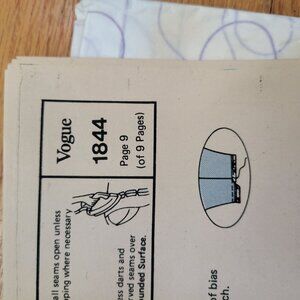 Vogue
1844
Page 9
(of 9 Pages)
all seams open unless
pping where necessary
ss darts and
rved seams over
unded Surface.
of bias
ch.